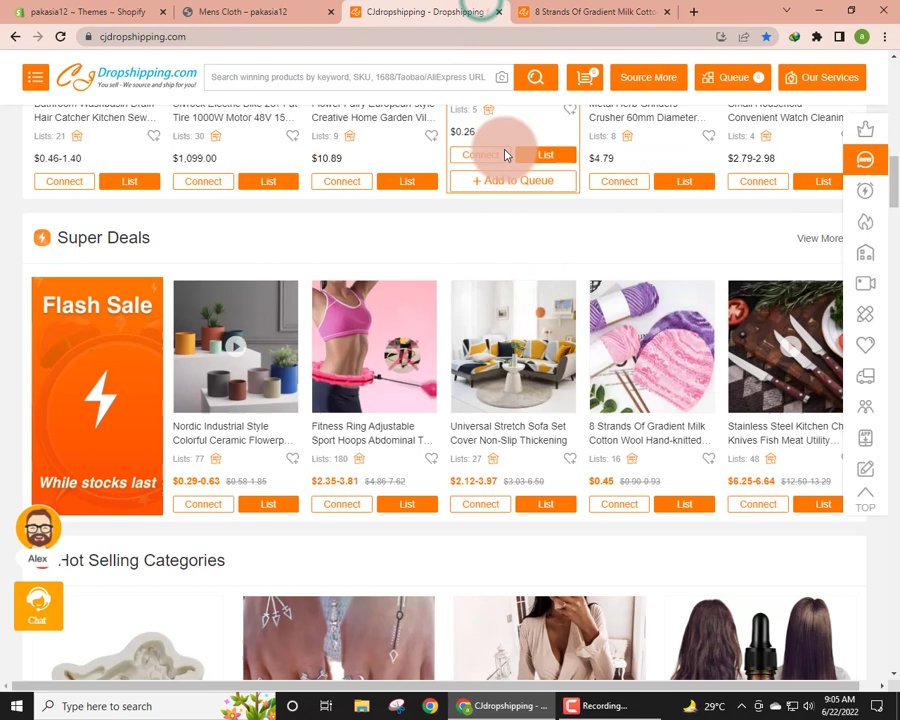 pakasia12 ~ Themes ~ Shopify
Mens Cloth – pakasia12
CJdropshipping - Dropshipping
8 Strands Of Gradient Milk Cotto
cjdropshipping.com
CJ Dropshipping.com
You sell - We source and ship for you!
Search winning products by keyword, SKU, 1688/Taobao/AliExpress URL
0
Source More
Queue 0
Our Services
Bathroom Washbasin Drain
Hair Catcher Kitchen Sew...
Lists: 21
$0.46-1.40
Connect
List
Tire 1000W Motor 48V 15...
Lists: 30
$1,099.00
Connect
List
Flower Fairy European-style
Creative Home Garden Vil...
Lists: 9
$10.89
Connect
List
Lists: 5
$0.26
Connect
List
+ Add to Queue
Metal Herb Grinders
Crusher 60mm Diameter...
Lists: 8
$4.79
Connect
List
Small Household
Convenient Watch Cleanin
Lists: 4
$2.79-2.98
Connect
List
new
Super Deals
View More
Flash Sale
While stocks last
Nordic Industrial Style
Colorful Ceramic Flowerp...
Lists: 77
$0.29-0.63 $0.58-1.85
Connect
List
Fitness Ring Adjustable
Sport Hoops Abdominal T...
Lists: 180
$2.35-3.81 $4.86-7.62
Connect
List
Universal Stretch Sofa Set
Cover Non-Slip Thickening
Lists: 27
$2.12-3.97 $3.03-6.50
Connect
List
8 Strands Of Gradient Milk
Cotton Wool Hand-knitted...
Lists: 16
$0.45 $0.90-0.93
Connect
List
Stainless Steel Kitchen Ch
Knives Fish Meat Utility...
Lists: 48
$6.25-6.64 $12.50-13.29
Connect
List
TOP
Alex
Chat
Hot Selling Categories
Type here to search
CJdropshipping - ...
Recording...
29°C
9:05 AM
6/22/2022